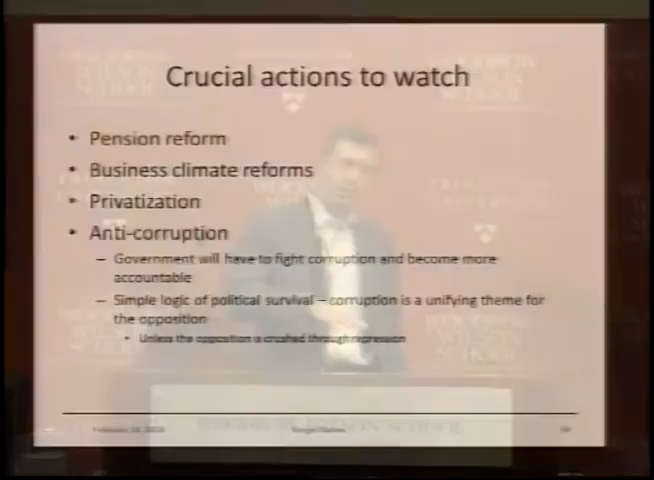 Crucial actions to watch
• Pension reform
• Business climate reforms
• Privatization
• Anti-corruption
– Government will have to fight corruption and become more
accountable
– Simple logic of political survival – corruption is a unifying theme for
the opposition
• Unless the opposition is crushed through repression
WILSON SCHOOL